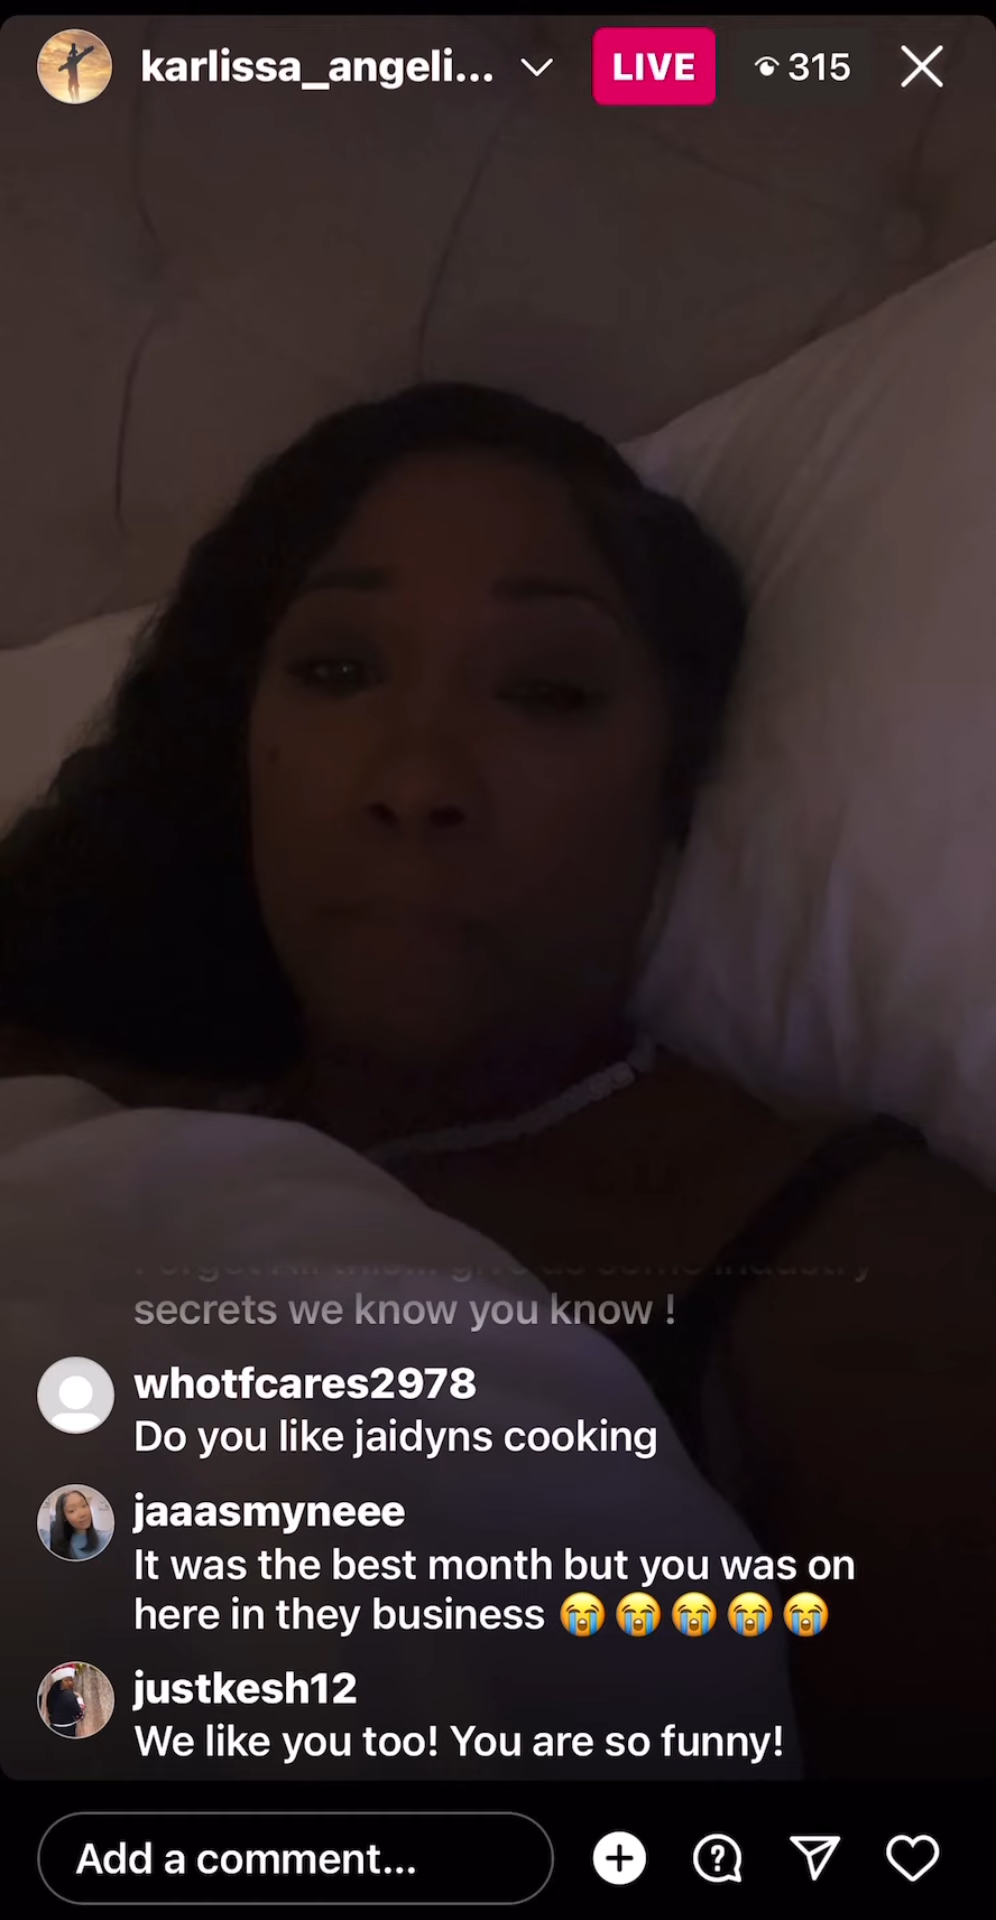 karlissa_angeli...
LIVE
315
secrets we know you know !
whotfcares2978
Do you like jaidyns cooking
jaaasmyneee
It was the best month but you was on
here in they business 😭😭😭😭😭
justkesh12
We like you too! You are so funny!
Add a comment...